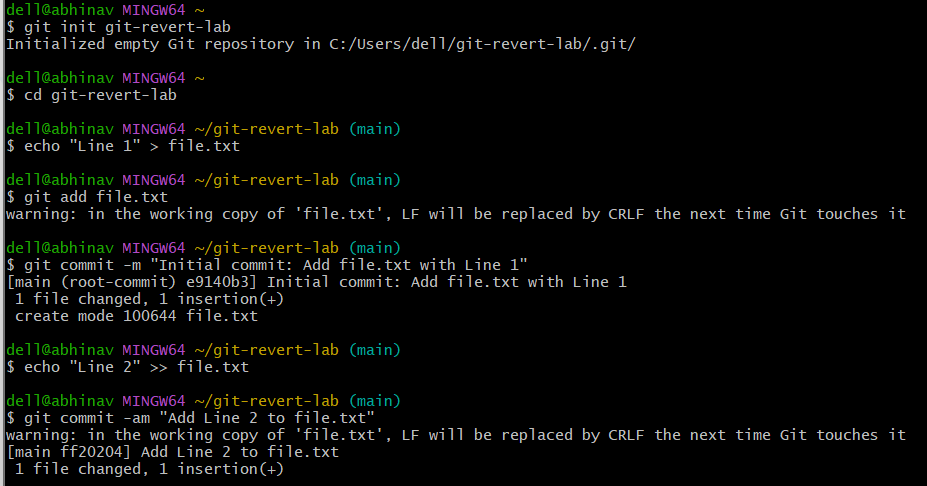 dell@abhinav MINGW64 ~
$ git init git-revert-lab
Initialized empty Git repository in C:/Users/dell/git-revert-lab/.git/
dell@abhinav MINGW64 ~
$ cd git-revert-lab
dell@abhinav MINGW64 ~/git-revert-lab (main)
$ echo "Line 1" > file.txt
dell@abhinav MINGW64 ~/git-revert-lab (main)
$ git add file.txt
warning: in the working copy of 'file.txt', LF will be replaced by CRLF the next time Git touches it
dell@abhinav MINGW64 ~/git-revert-lab (main)
$ git commit -m "Initial commit: Add file.txt with Line 1"
[main (root-commit) e9140b3] Initial commit: Add file.txt with Line 1
 1 file changed, 1 insertion(+)
 create mode 100644 file.txt
dell@abhinav MINGW64 ~/git-revert-lab (main)
$ echo "Line 2" >> file.txt
dell@abhinav MINGW64 ~/git-revert-lab (main)
$ git commit -am "Add Line 2 to file.txt"
warning: in the working copy of 'file.txt', LF will be replaced by CRLF the next time Git touches it
[main ff20204] Add Line 2 to file.txt
 1 file changed, 1 insertion(+)